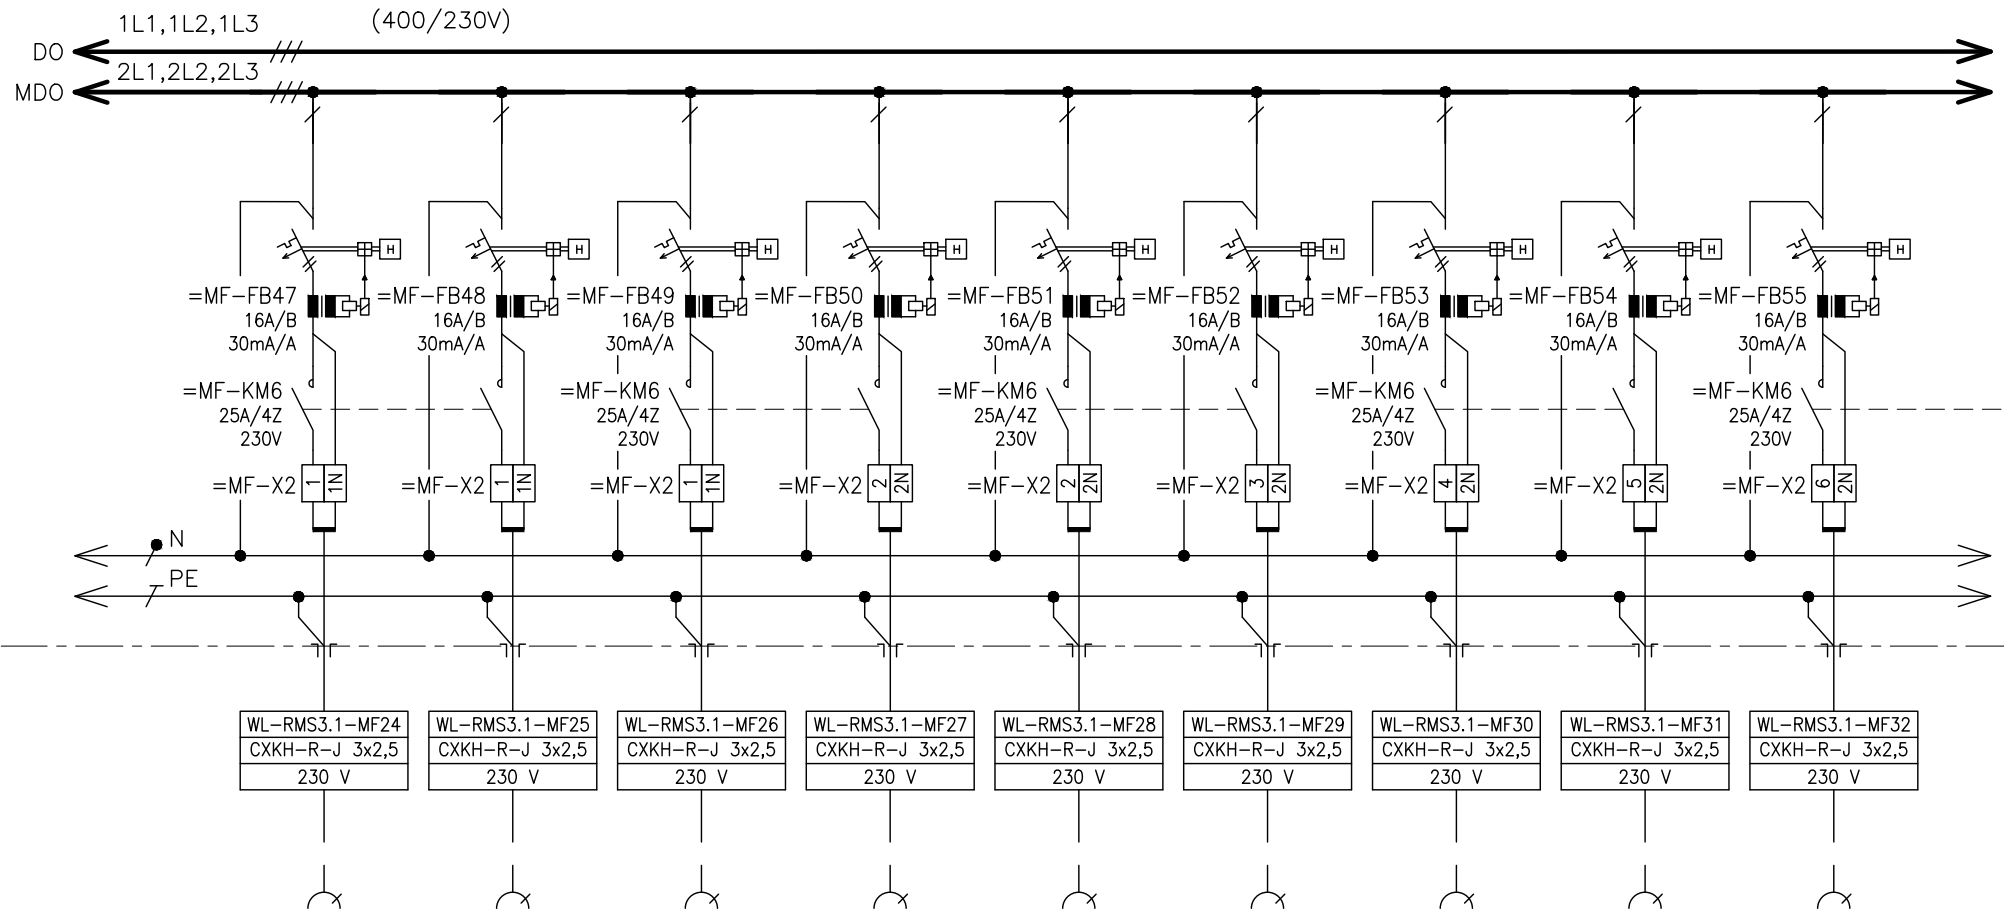 1L1,1L2,1L3 (400/230V)
DO
2L1,2L2,2L3
MDO
H H H H H H H H H
=MF-FB47 =MF-FB48 =MF-FB49 =MF-FB50 =MF-FB51 =MF-FB52 =MF-FB53 =MF-FB54 =MF-FB55
16A/B 16A/B 16A/B 16A/B 16A/B 16A/B 16A/B 16A/B 16A/B
30mA/A 30mA/A 30mA/A 30mA/A 30mA/A 30mA/A 30mA/A 30mA/A 30mA/A
=MF-KM6 =MF-KM6 =MF-KM6 =MF-KM6 =MF-KM6
25A/4Z 25A/4Z 25A/4Z 25A/4Z 25A/4Z
230V 230V 230V 230V 230V
=MF-X2 1 1N =MF-X2 1 1N =MF-X2 1 1N =MF-X2 2 2N =MF-X2 2 2N =MF-X2 3 2N =MF-X2 4 2N =MF-X2 5 2N =MF-X2 6 2N
N
PE
WL-RMS3.1-MF24 WL-RMS3.1-MF25 WL-RMS3.1-MF26 WL-RMS3.1-MF27 WL-RMS3.1-MF28 WL-RMS3.1-MF29 WL-RMS3.1-MF30 WL-RMS3.1-MF31 WL-RMS3.1-MF32
CXKH-R-J 3x2,5 CXKH-R-J 3x2,5 CXKH-R-J 3x2,5 CXKH-R-J 3x2,5 CXKH-R-J 3x2,5 CXKH-R-J 3x2,5 CXKH-R-J 3x2,5 CXKH-R-J 3x2,5 CXKH-R-J 3x2,5
230 V 230 V 230 V 230 V 230 V 230 V 230 V 230 V 230 V